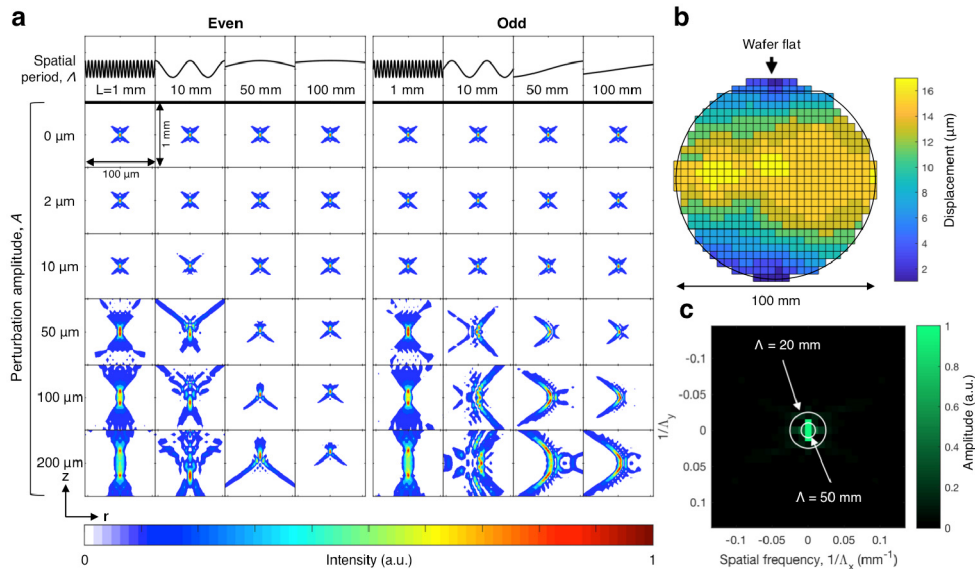 a
Even
Odd
Spatial
period, Λ
L=1 mm
10 mm
50 mm
100 mm
1 mm
10 mm
50 mm
100 mm
Perturbation amplitude, A
0 μm
1 mm
100 μm
2 μm
10 μm
50 μm
100 μm
200 μm
z
r
0
Intensity (a.u.)
1
b
Wafer flat
16
14
12
10
8
6
4
2
Displacement (μm)
100 mm
c
Λ = 20 mm
Λ = 50 mm
-0.1
-0.05
0
0.05
0.1
1/Λy
-0.1
-0.05
0
0.05
0.1
Spatial frequency, 1/Λx (mm-1)
1
0.8
0.6
0.4
0.2
0
Amplitude (a.u.)